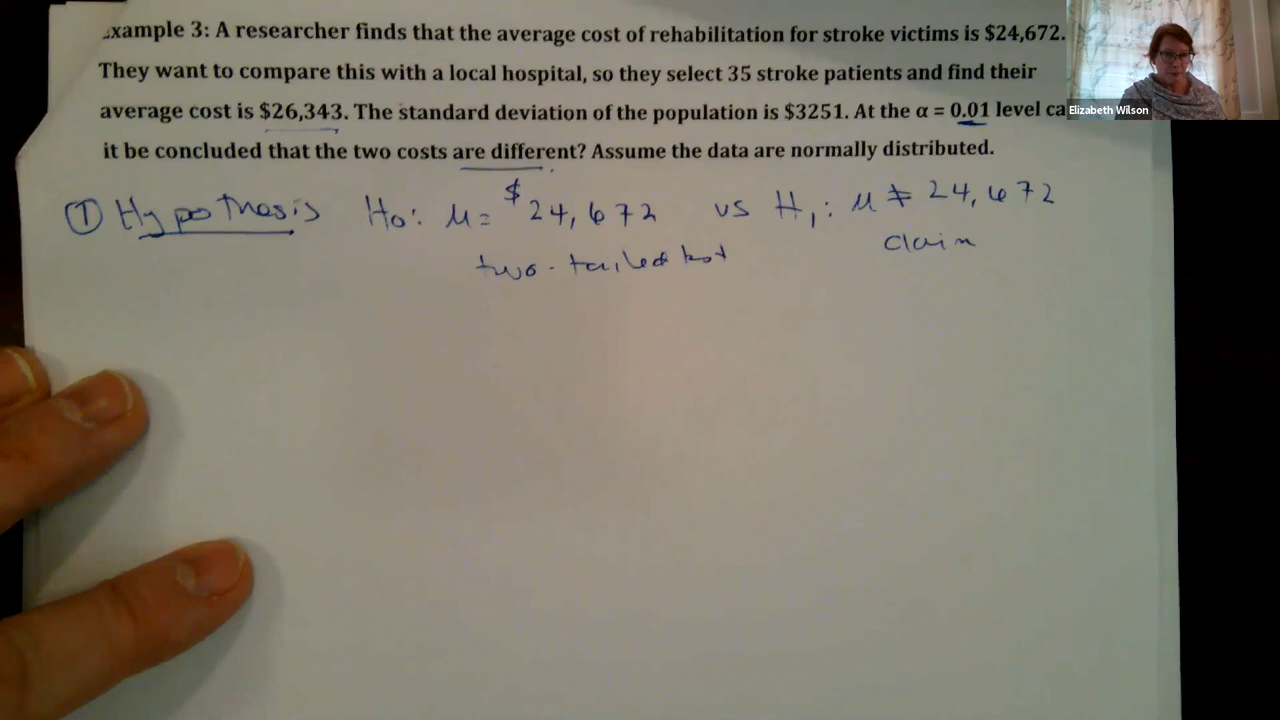 xample 3: A researcher finds that the average cost of rehabilitation for stroke victims is $24,672.
They want to compare this with a local hospital, so they select 35 stroke patients and find their
average cost is $26,343. The standard deviation of the population is $3251. At the α = 0.01 level ca
it be concluded that the two costs are different? Assume the data are normally distributed.
Elizabeth Wilson
① Hypothesis H₀: μ = $24,672 vs H₁: μ ≠ 24,672
claim
two-tailed test